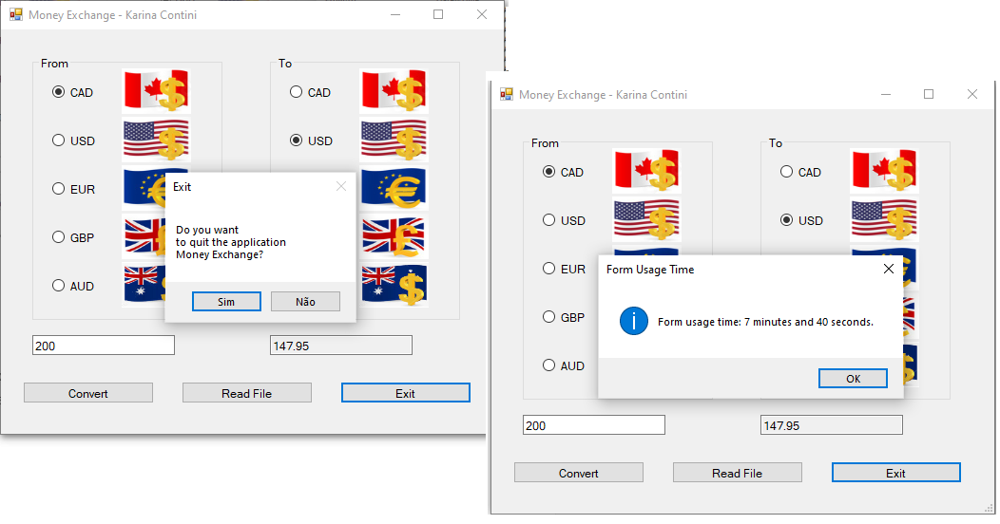 Money Exchange - Karina Contini
From
To
CAD
CAD
USD
USD
EUR
GBP
AUD
Exit
Do you want
to quit the application
Money Exchange?
Sim
Não
200
147.95
Convert
Read File
Exit
Money Exchange - Karina Contini
From
To
CAD
CAD
USD
USD
EUR
GBP
AUD
Form Usage Time
Form usage time: 7 minutes and 40 seconds.
OK
200
147.95
Convert
Read File
Exit